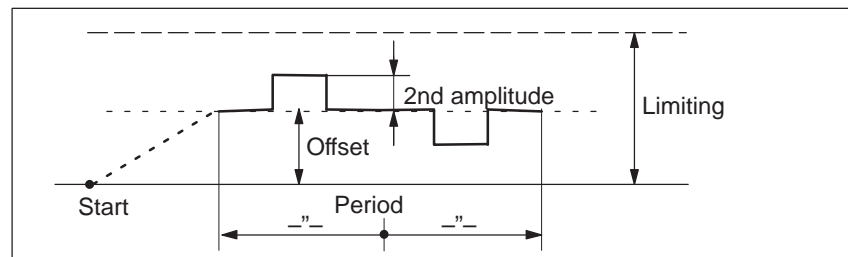 2nd amplitude
Limiting
Offset
Start
Period
–”–
–”–